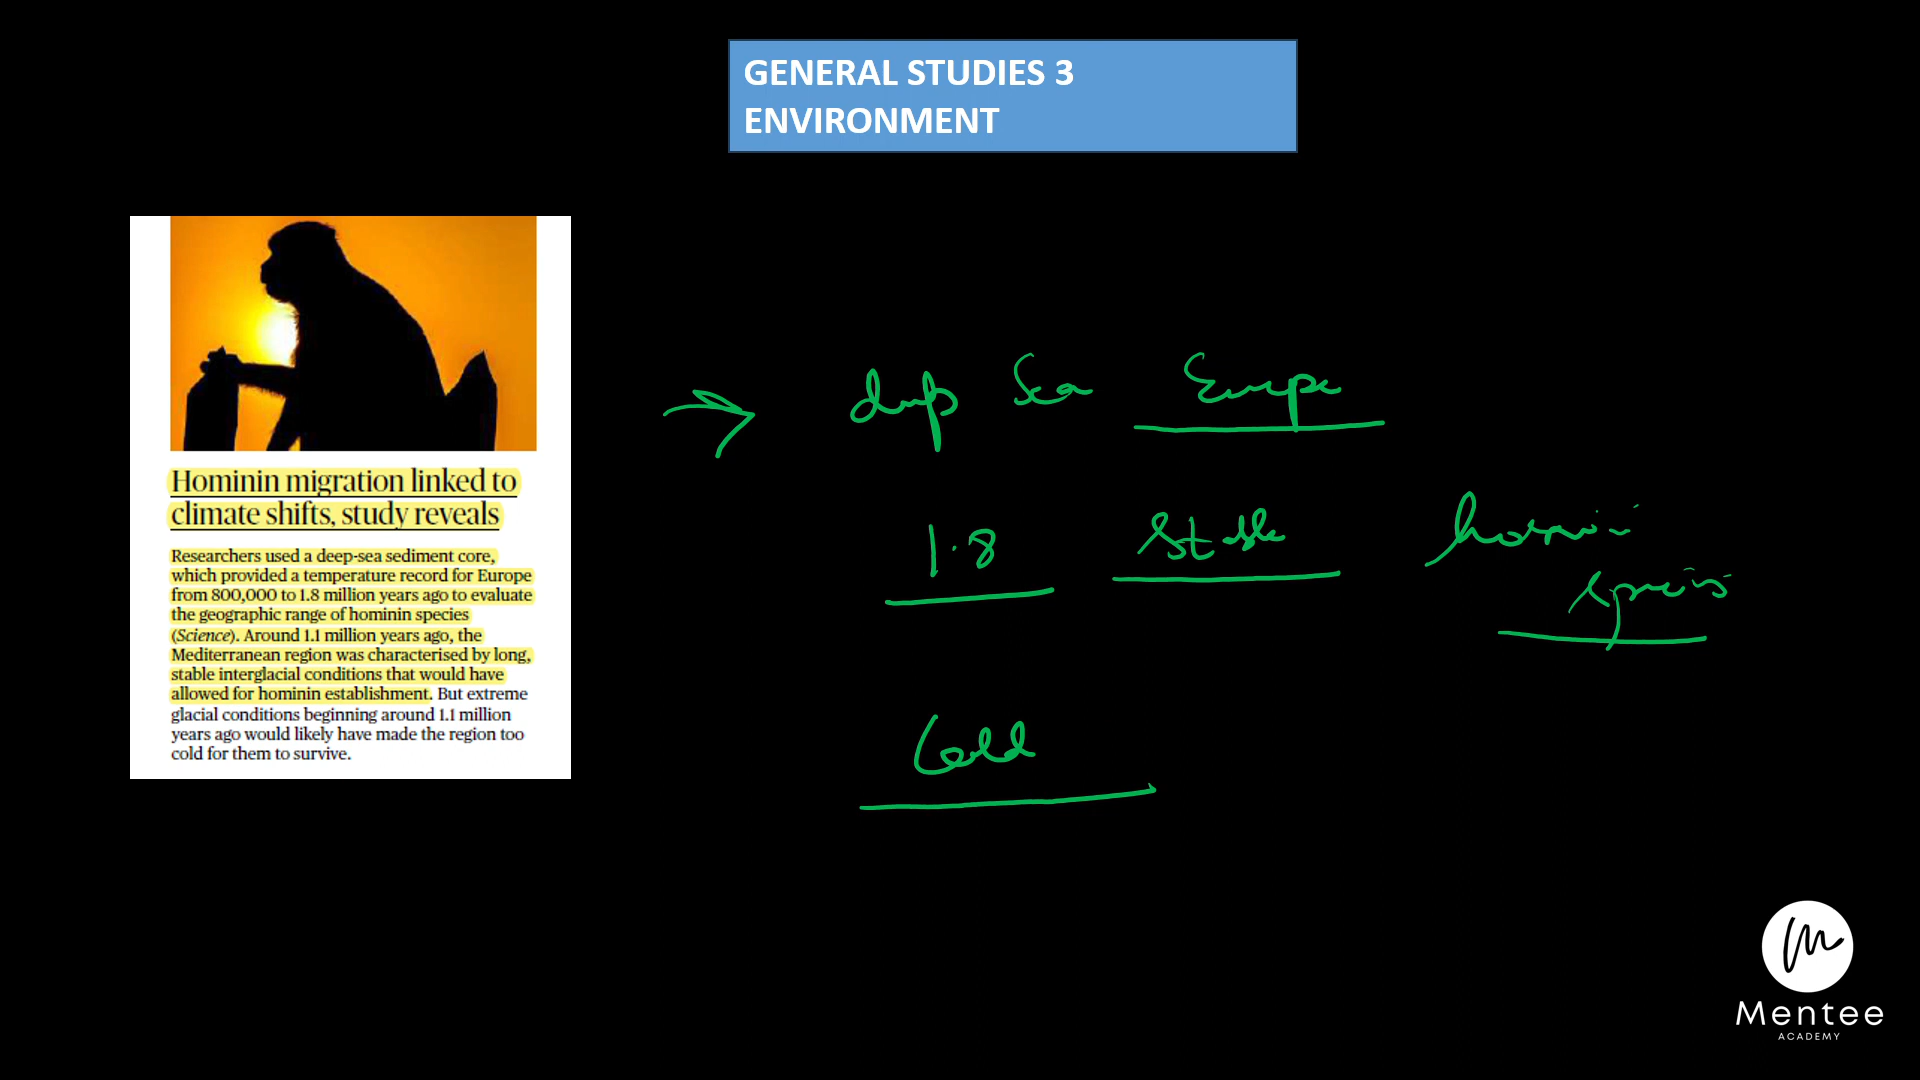 GENERAL STUDIES 3
ENVIRONMENT
Hominin migration linked to
climate shifts, study reveals
Researchers used a deep-sea sediment core,
which provided a temperature record for Europe
from 800,000 to 1.8 million years ago to evaluate
the geographic range of hominin species
(Science). Around 1.1 million years ago, the
Mediterranean region was characterised by long,
stable interglacial conditions that would have
allowed for hominin establishment. But extreme
glacial conditions beginning around 1.1 million
years ago would likely have made the region too
cold for them to survive.
deep Sea Europe
1.8 Stable hominin
species
Cold
Mentee
ACADEMY